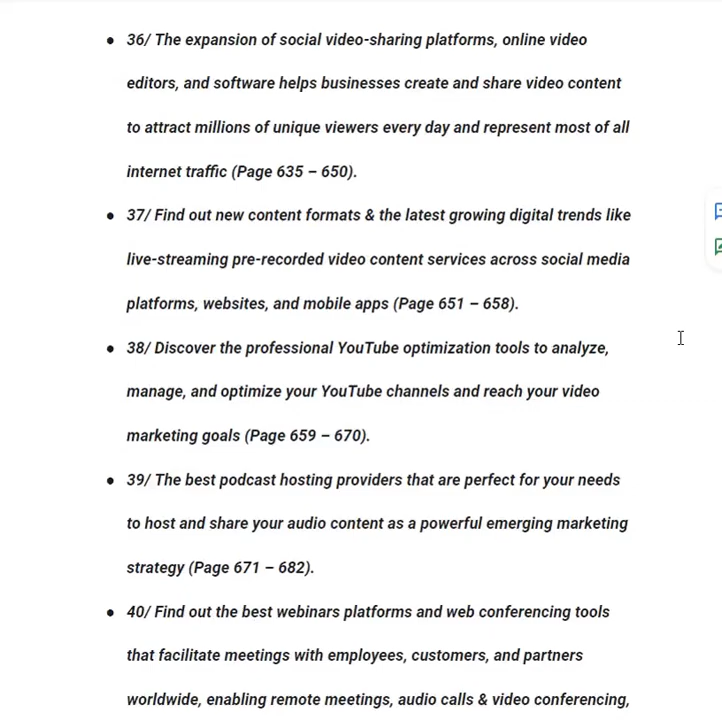 ● 36/ The expansion of social video-sharing platforms, online video
editors, and software helps businesses create and share video content
to attract millions of unique viewers every day and represent most of all
internet traffic (Page 635 – 650).
● 37/ Find out new content formats & the latest growing digital trends like
live-streaming pre-recorded video content services across social media
platforms, websites, and mobile apps (Page 651 – 658).
● 38/ Discover the professional YouTube optimization tools to analyze,
manage, and optimize your YouTube channels and reach your video
marketing goals (Page 659 – 670).
● 39/ The best podcast hosting providers that are perfect for your needs
to host and share your audio content as a powerful emerging marketing
strategy (Page 671 – 682).
● 40/ Find out the best webinars platforms and web conferencing tools
that facilitate meetings with employees, customers, and partners
worldwide, enabling remote meetings, audio calls & video conferencing,